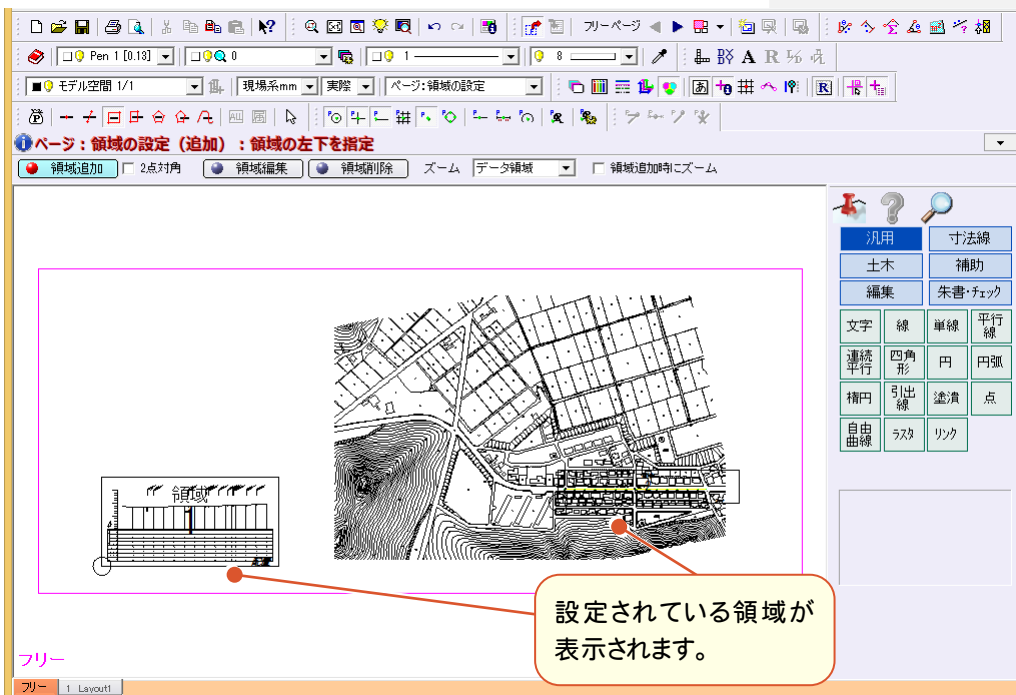 フリーページ
Pen 1 [0.13] 0 1 8
A R
モデル空間 1/1 現場系mm 実際 ページ:領域の設定 あ R
ページ：領域の設定（追加）：領域の左下を指定
領域追加 2点対角 領域編集 領域削除 ズーム データ領域 領域追加時にズーム
汎用 寸法線
土木 補助
編集 朱書・チェック
文字 線 単線 平行線
連続平行 四角形 円 円弧
楕円 引出線 塗潰 点
自由曲線 ラスタ リンク
領域
設定されている領域が
表示されます。
フリー
フリー 1 Layout1